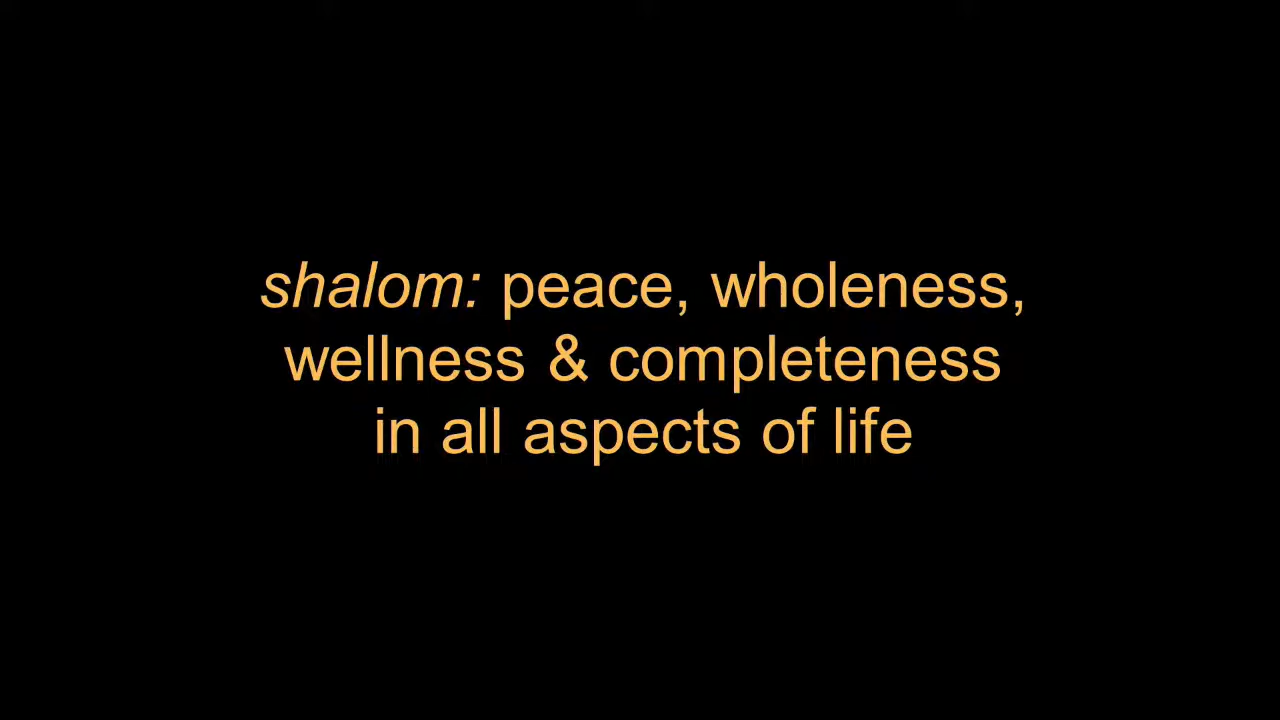 shalom: peace, wholeness,
wellness & completeness
in all aspects of life